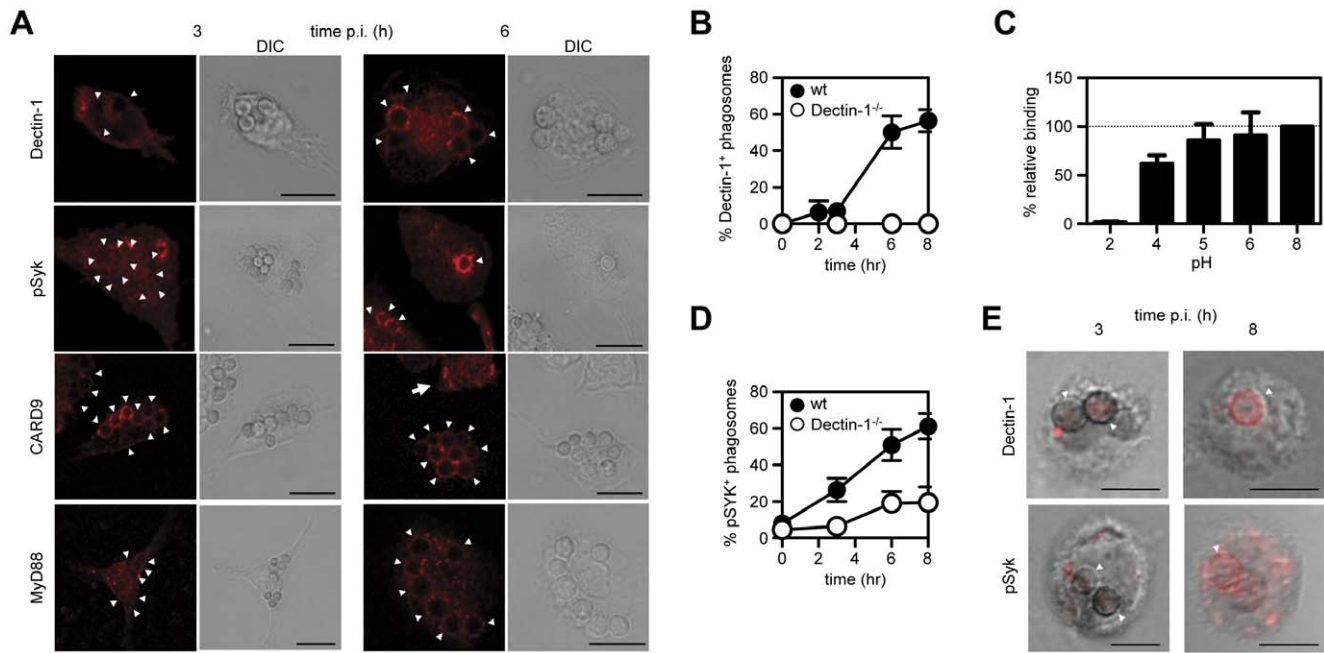 A
3 time p.i. (h) 6
DIC DIC
Dectin-1
pSyk
CARD9
MyD88
B
% Dectin-1⁺ phagosomes
80
60
40
20
0
wt
Dectin-1⁻/⁻
0 2 4 6 8
time (hr)
C
% relative binding
150
100
50
0
2 4 5 6 8
pH
D
% pSYK⁺ phagosomes
80
60
40
20
0
wt
Dectin-1⁻/⁻
0 2 4 6 8
time (hr)
E
time p.i. (h)
3 8
Dectin-1
pSyk